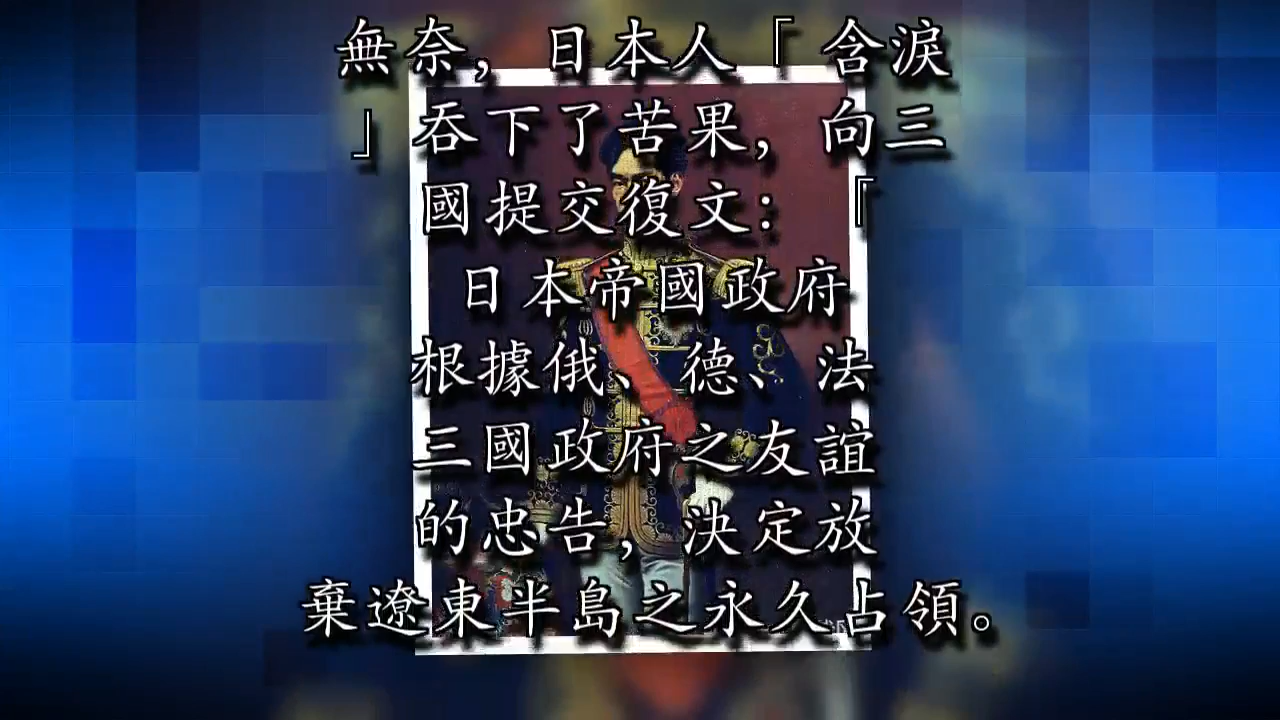 無奈，日本人「含淚
」吞下了苦果，向三
國提交復文：「
日本帝國政府
根據俄、德、法
三國政府之友誼
的忠告，決定放
棄遼東半島之永久占領。